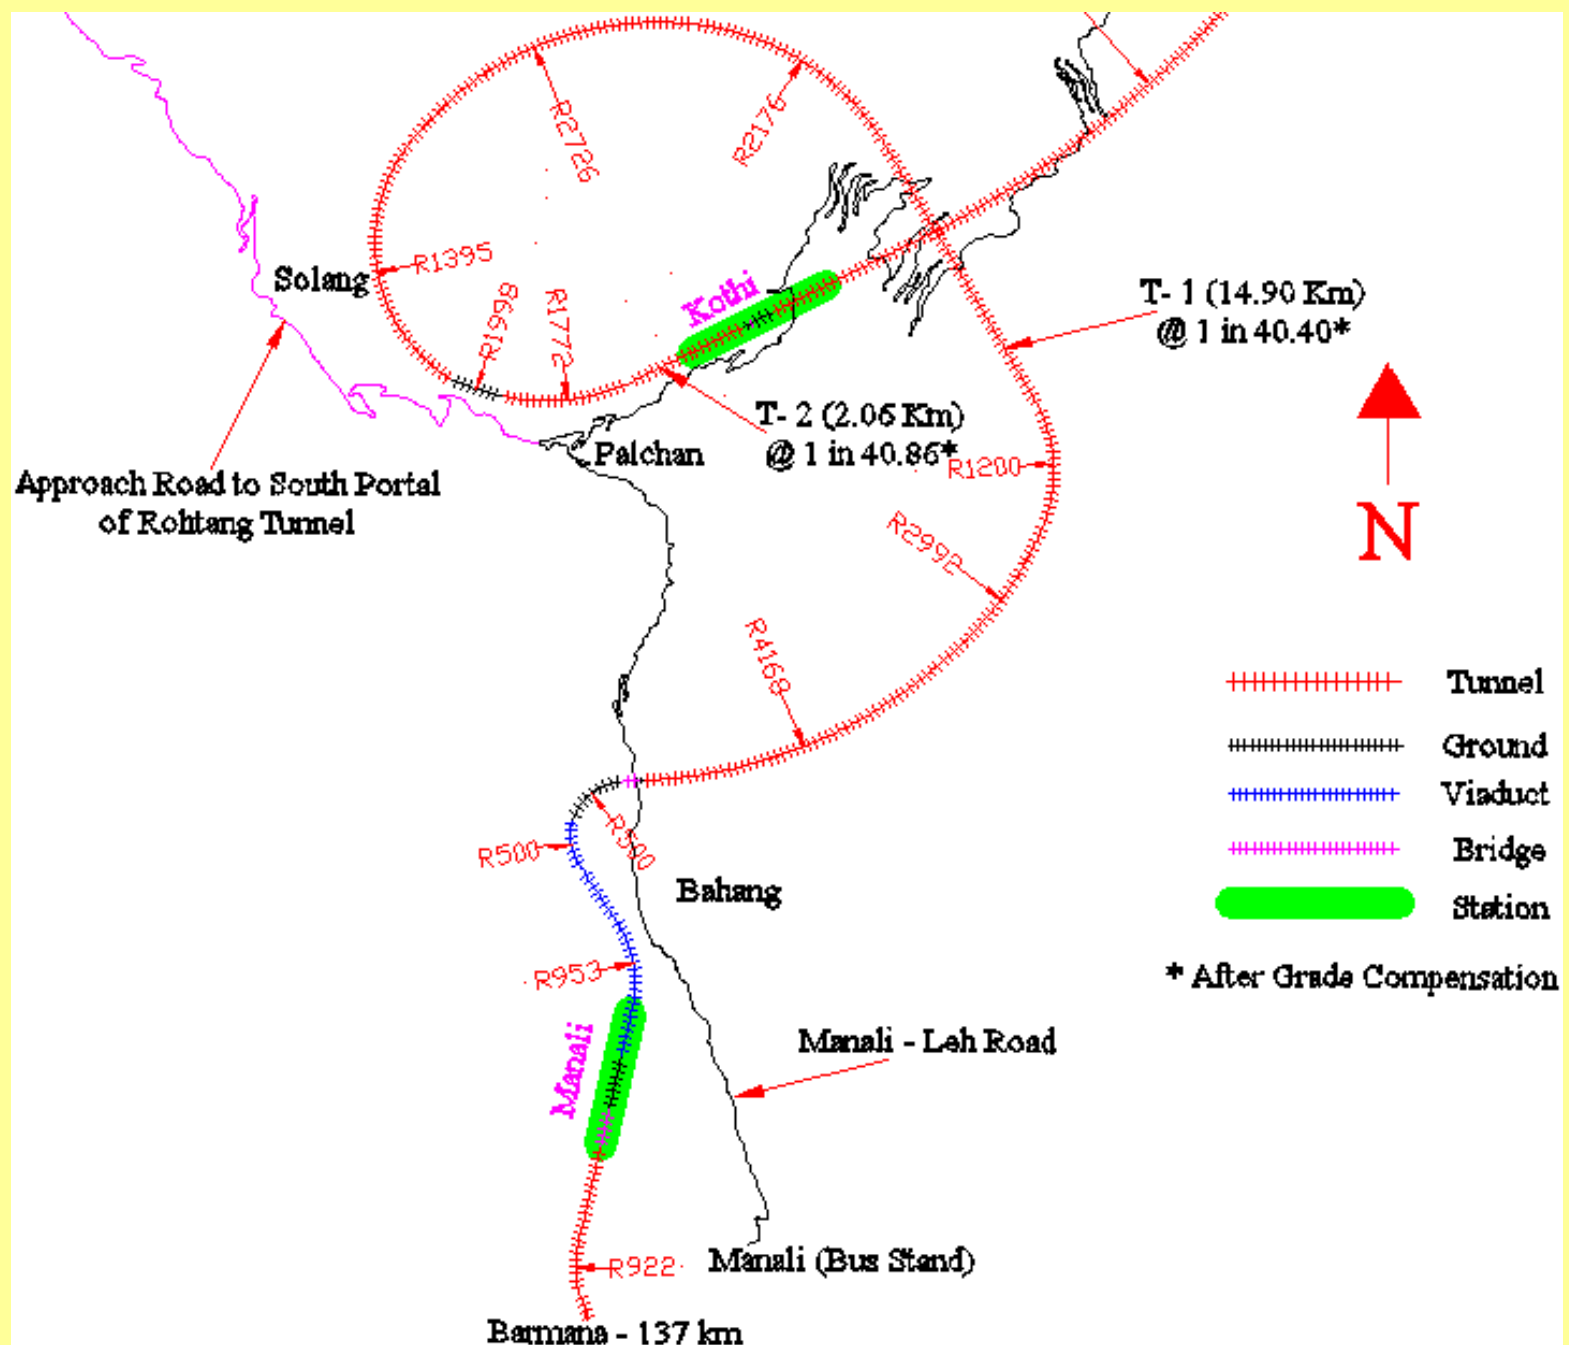 R2726
R2176
R1395
Solang
R1998
R1772
Kothi
T- 1 (14.90 Km)
@ 1 in 40.40*
T- 2 (2.06 Km)
@ 1 in 40.86*
Palchan
R1200
Approach Road to South Portal
of Rohtang Tunnel
N
R2992
R4168
Tunnel
Ground
Viaduct
Bridge
Station
* After Grade Compensation
R500
R500
Bahang
R953
Manali
Manali - Leh Road
R922
Manali (Bus Stand)
Barmana - 137 km